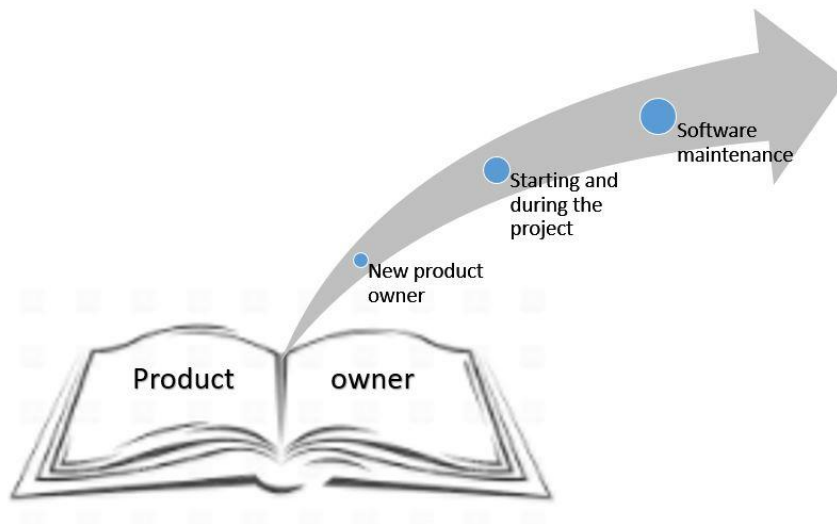 Software
maintenance
Starting and
during the
project
New product
owner
Product owner